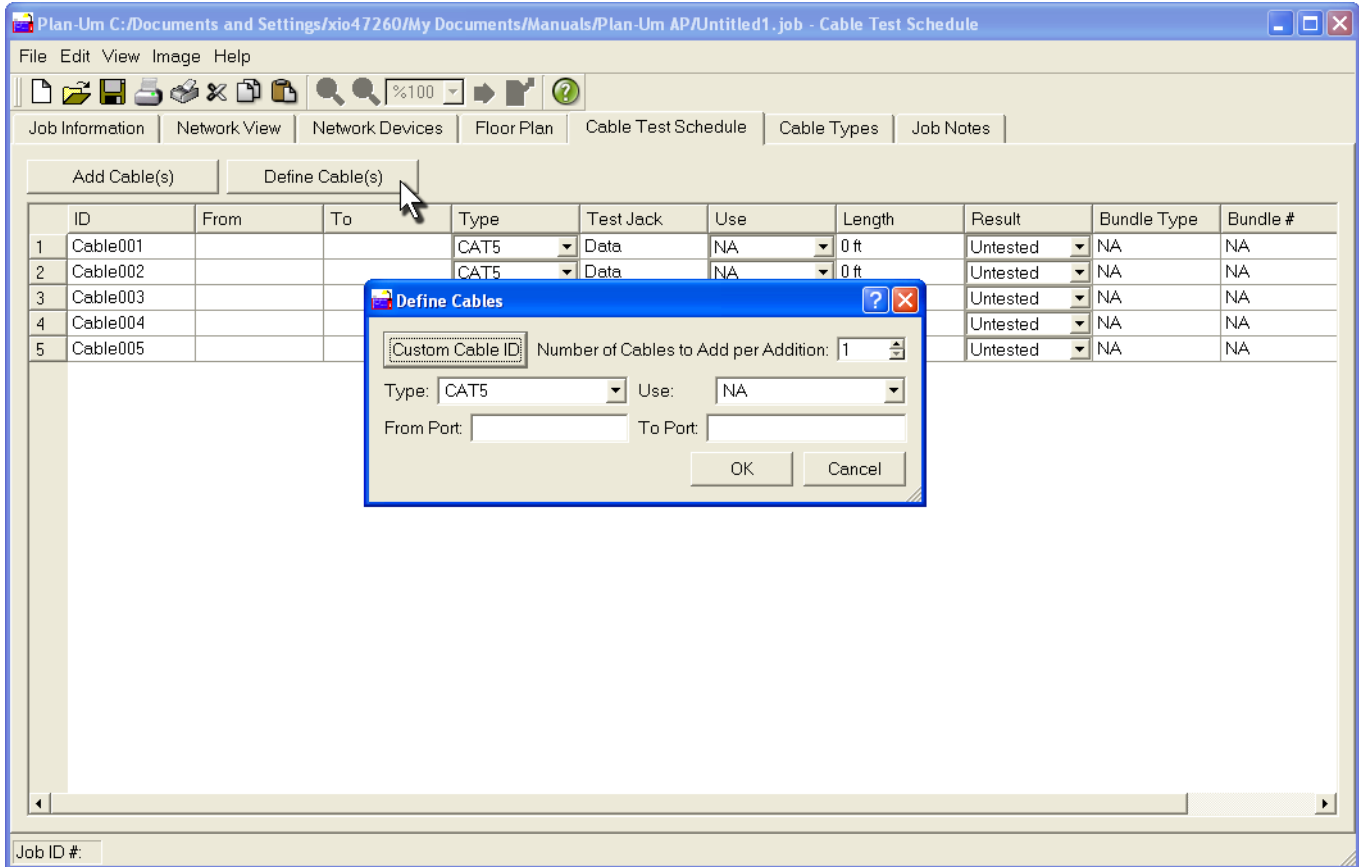 Plan-Um C:/Documents and Settings/xio47260/My Documents/Manuals/Plan-Um AP/Untitled1.job - Cable Test Schedule
File Edit View Image Help
%100
Job Information Network View Network Devices Floor Plan Cable Test Schedule Cable Types Job Notes
Add Cable(s) Define Cable(s)
ID From To Type Test Jack Use Length Result Bundle Type Bundle #
1 Cable001 CAT5 Data NA 0 ft Untested NA NA
2 Cable002 CAT5 Data NA 0 ft Untested NA NA
3 Cable003 Untested NA NA
4 Cable004 Untested NA NA
5 Cable005 Untested NA NA
Define Cables
Custom Cable ID Number of Cables to Add per Addition: 1
Type: CAT5 Use: NA
From Port: To Port:
OK Cancel
Job ID #: